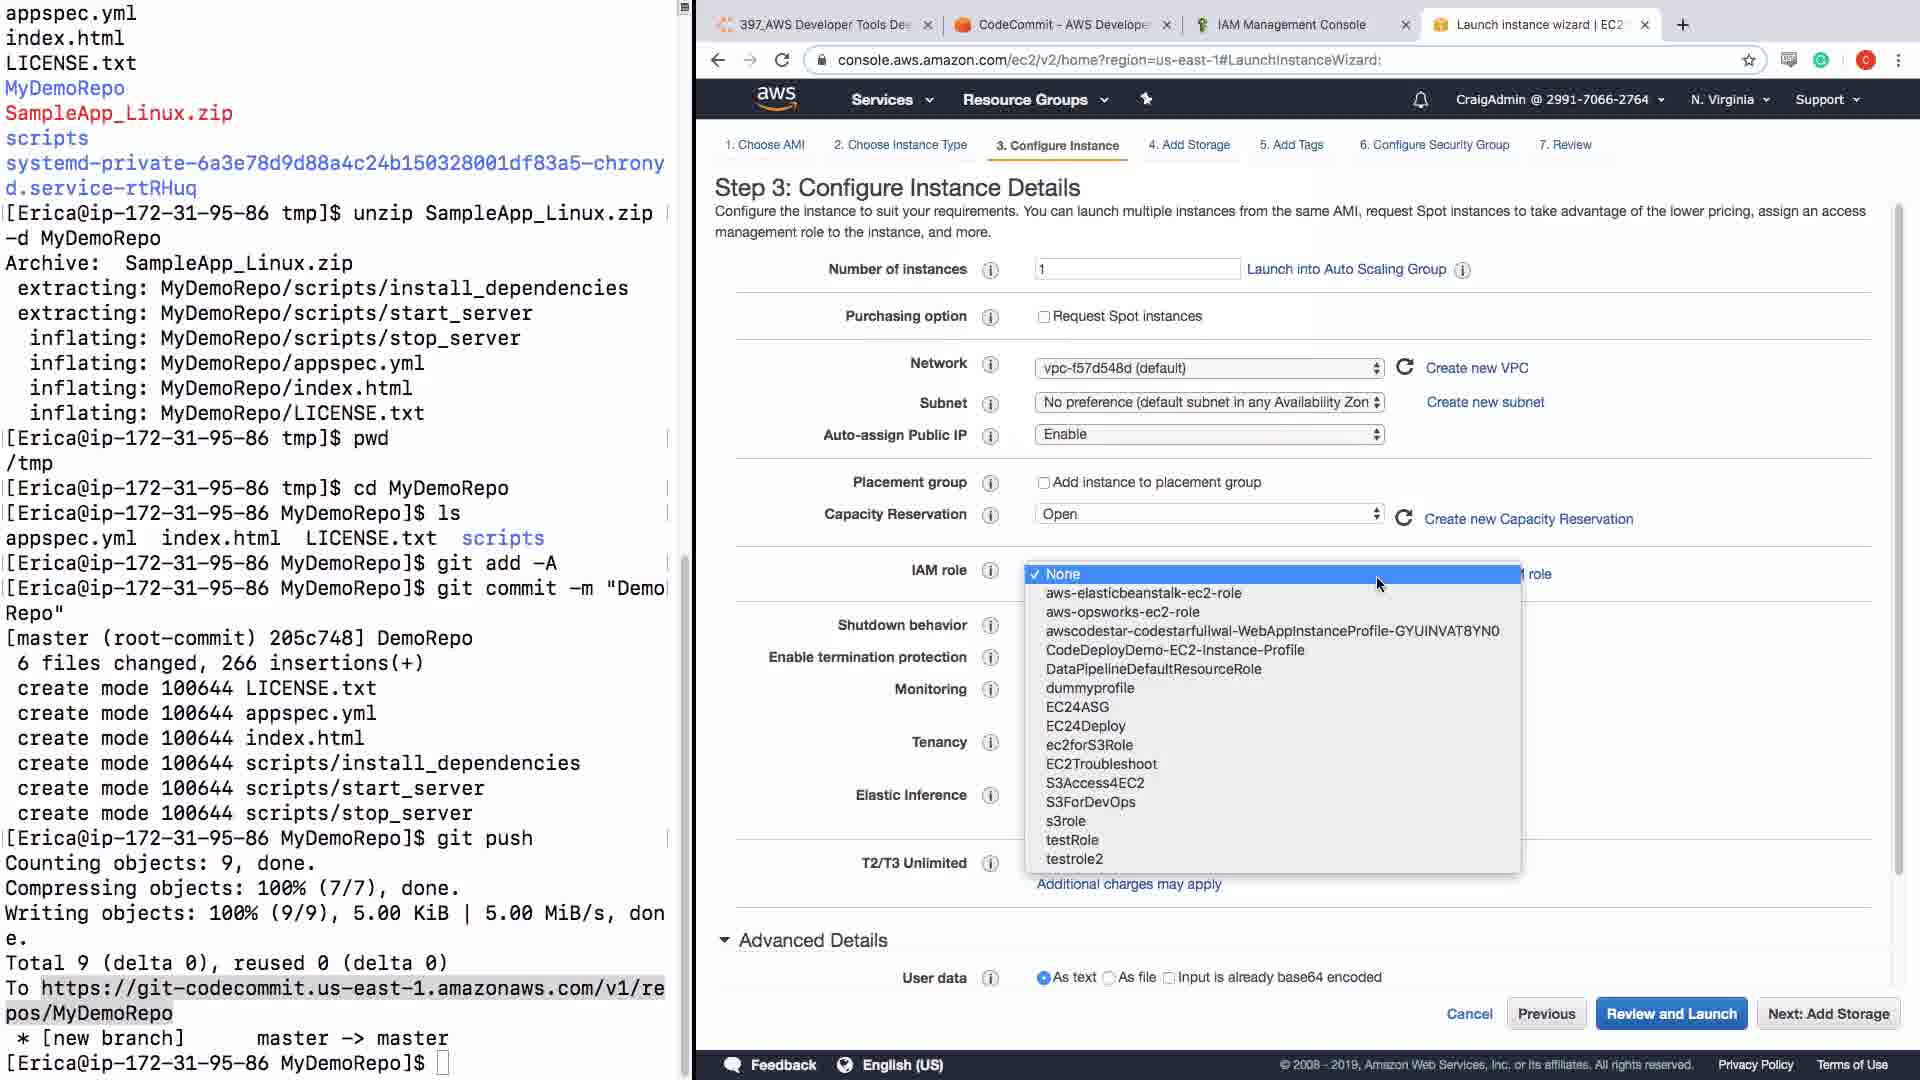 appspec.yml
index.html
LICENSE.txt
MyDemoRepo
SampleApp_Linux.zip
scripts
systemd-private-6a3e78d9d88a4c24b150328001df83a5-chrony
d.service-rtRHuq
[Erica@ip-172-31-95-86 tmp]$ unzip SampleApp_Linux.zip
-d MyDemoRepo
Archive:  SampleApp_Linux.zip
 extracting: MyDemoRepo/scripts/install_dependencies
 extracting: MyDemoRepo/scripts/start_server
  inflating: MyDemoRepo/scripts/stop_server
  inflating: MyDemoRepo/appspec.yml
  inflating: MyDemoRepo/index.html
  inflating: MyDemoRepo/LICENSE.txt
[Erica@ip-172-31-95-86 tmp]$ pwd
/tmp
[Erica@ip-172-31-95-86 tmp]$ cd MyDemoRepo
[Erica@ip-172-31-95-86 MyDemoRepo]$ ls
appspec.yml  index.html  LICENSE.txt  scripts
[Erica@ip-172-31-95-86 MyDemoRepo]$ git add -A
[Erica@ip-172-31-95-86 MyDemoRepo]$ git commit -m "Demo
Repo"
[master (root-commit) 205c748] DemoRepo
 6 files changed, 266 insertions(+)
 create mode 100644 LICENSE.txt
 create mode 100644 appspec.yml
 create mode 100644 index.html
 create mode 100644 scripts/install_dependencies
 create mode 100644 scripts/start_server
 create mode 100644 scripts/stop_server
[Erica@ip-172-31-95-86 MyDemoRepo]$ git push
Counting objects: 9, done.
Compressing objects: 100% (7/7), done.
Writing objects: 100% (9/9), 5.00 KiB | 5.00 MiB/s, don
e.
Total 9 (delta 0), reused 0 (delta 0)
To https://git-codecommit.us-east-1.amazonaws.com/v1/re
pos/MyDemoRepo
 * [new branch]      master -> master
[Erica@ip-172-31-95-86 MyDemoRepo]$
397_AWS Developer Tools De
CodeCommit - AWS Develope
IAM Management Console
Launch instance wizard | EC2
console.aws.amazon.com/ec2/v2/home?region=us-east-1#LaunchInstanceWizard:
C
aws
Services
Resource Groups
CraigAdmin @ 2991-7066-2764
N. Virginia
Support
1. Choose AMI
2. Choose Instance Type
3. Configure Instance
4. Add Storage
5. Add Tags
6. Configure Security Group
7. Review
Step 3: Configure Instance Details
Configure the instance to suit your requirements. You can launch multiple instances from the same AMI, request Spot instances to take advantage of the lower pricing, assign an access
management role to the instance, and more.
Number of instances 1 Launch into Auto Scaling Group
Purchasing option Request Spot instances
Network vpc-f57d548d (default) Create new VPC
Subnet No preference (default subnet in any Availability Zon Create new subnet
Auto-assign Public IP Enable
Placement group Add instance to placement group
Capacity Reservation Open Create new Capacity Reservation
IAM role ✓ None role
aws-elasticbeanstalk-ec2-role
aws-opsworks-ec2-role
Shutdown behavior awscodestar-codestarfullwal-WebAppInstanceProfile-GYUINVAT8YN0
CodeDeployDemo-EC2-Instance-Profile
Enable termination protection DataPipelineDefaultResourceRole
Monitoring dummyprofile
EC24ASG
EC24Deploy
Tenancy ec2forS3Role
EC2Troubleshoot
S3Access4EC2
Elastic Inference S3ForDevOps
s3role
testRole
T2/T3 Unlimited testrole2
Additional charges may apply
Advanced Details
User data As text As file Input is already base64 encoded
Cancel
Previous
Review and Launch
Next: Add Storage
Feedback
English (US)
© 2008 - 2019, Amazon Web Services, Inc. or its affiliates. All rights reserved.
Privacy Policy
Terms of Use